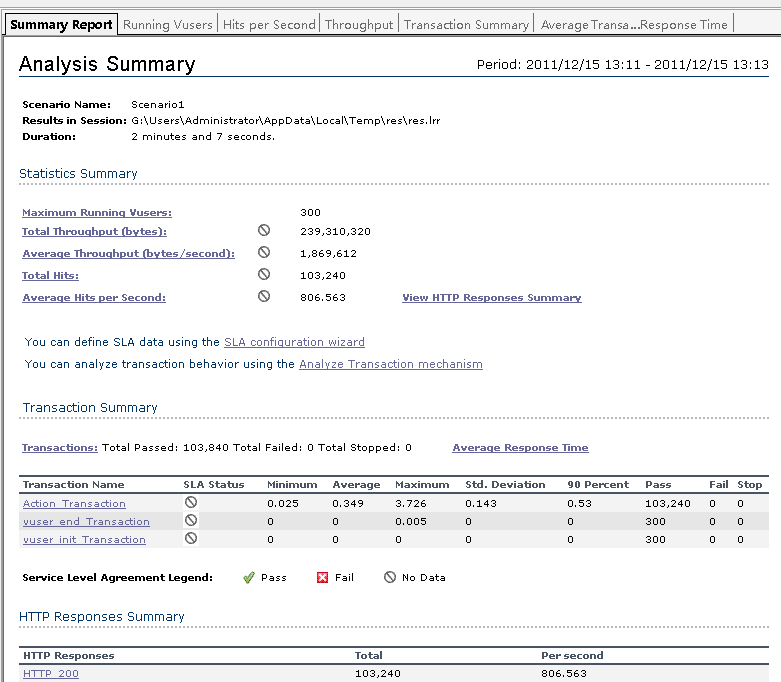 Summary Report Running Vusers Hits per Second Throughput Transaction Summary Average Transa...Response Time
Analysis Summary Period: 2011/12/15 13:11 - 2011/12/15 13:13
Scenario Name: Scenario1
Results in Session: G:\Users\Administrator\AppData\Local\Temp\res\res.lrr
Duration: 2 minutes and 7 seconds.
Statistics Summary
Maximum Running Vusers: 300
Total Throughput (bytes): 239,310,320
Average Throughput (bytes/second): 1,869,612
Total Hits: 103,240
Average Hits per Second: 806.563 View HTTP Responses Summary
You can define SLA data using the SLA configuration wizard
You can analyze transaction behavior using the Analyze Transaction mechanism
Transaction Summary
Transactions: Total Passed: 103,840 Total Failed: 0 Total Stopped: 0 Average Response Time
Transaction Name SLA Status Minimum Average Maximum Std. Deviation 90 Percent Pass Fail Stop
Action_Transaction 0.025 0.349 3.726 0.143 0.53 103,240 0 0
vuser_end_Transaction 0 0 0.005 0 0 300 0 0
vuser_init_Transaction 0 0 0 0 0 300 0 0
Service Level Agreement Legend: Pass Fail No Data
HTTP Responses Summary
HTTP Responses Total Per second
HTTP_200 103,240 806.563